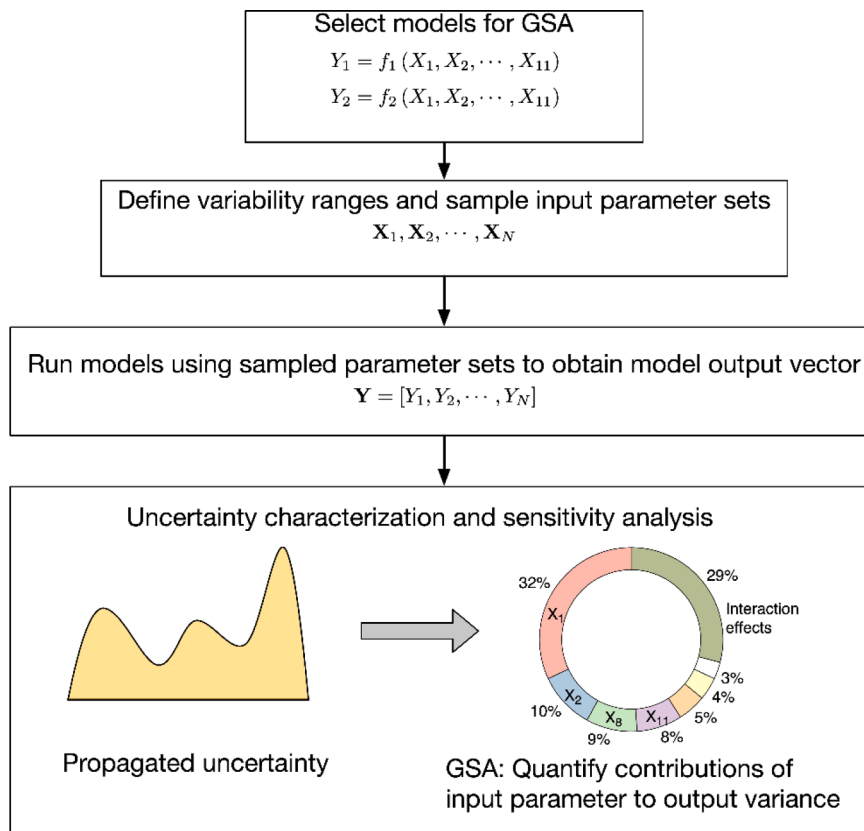 Select models for GSA
Y₁ = f₁ (X₁, X₂, ⋯ , X₁₁)
Y₂ = f₂ (X₁, X₂, ⋯ , X₁₁)
Define variability ranges and sample input parameter sets
X₁, X₂, ⋯ , X_N
Run models using sampled parameter sets to obtain model output vector
Y = [Y₁, Y₂, ⋯ , Y_N]
Uncertainty characterization and sensitivity analysis
32%
29%
X₁
Interaction
effects
3%
4%
5%
X₂
X₈
X₁₁
10%
9%
8%
Propagated uncertainty
GSA: Quantify contributions of
input parameter to output variance